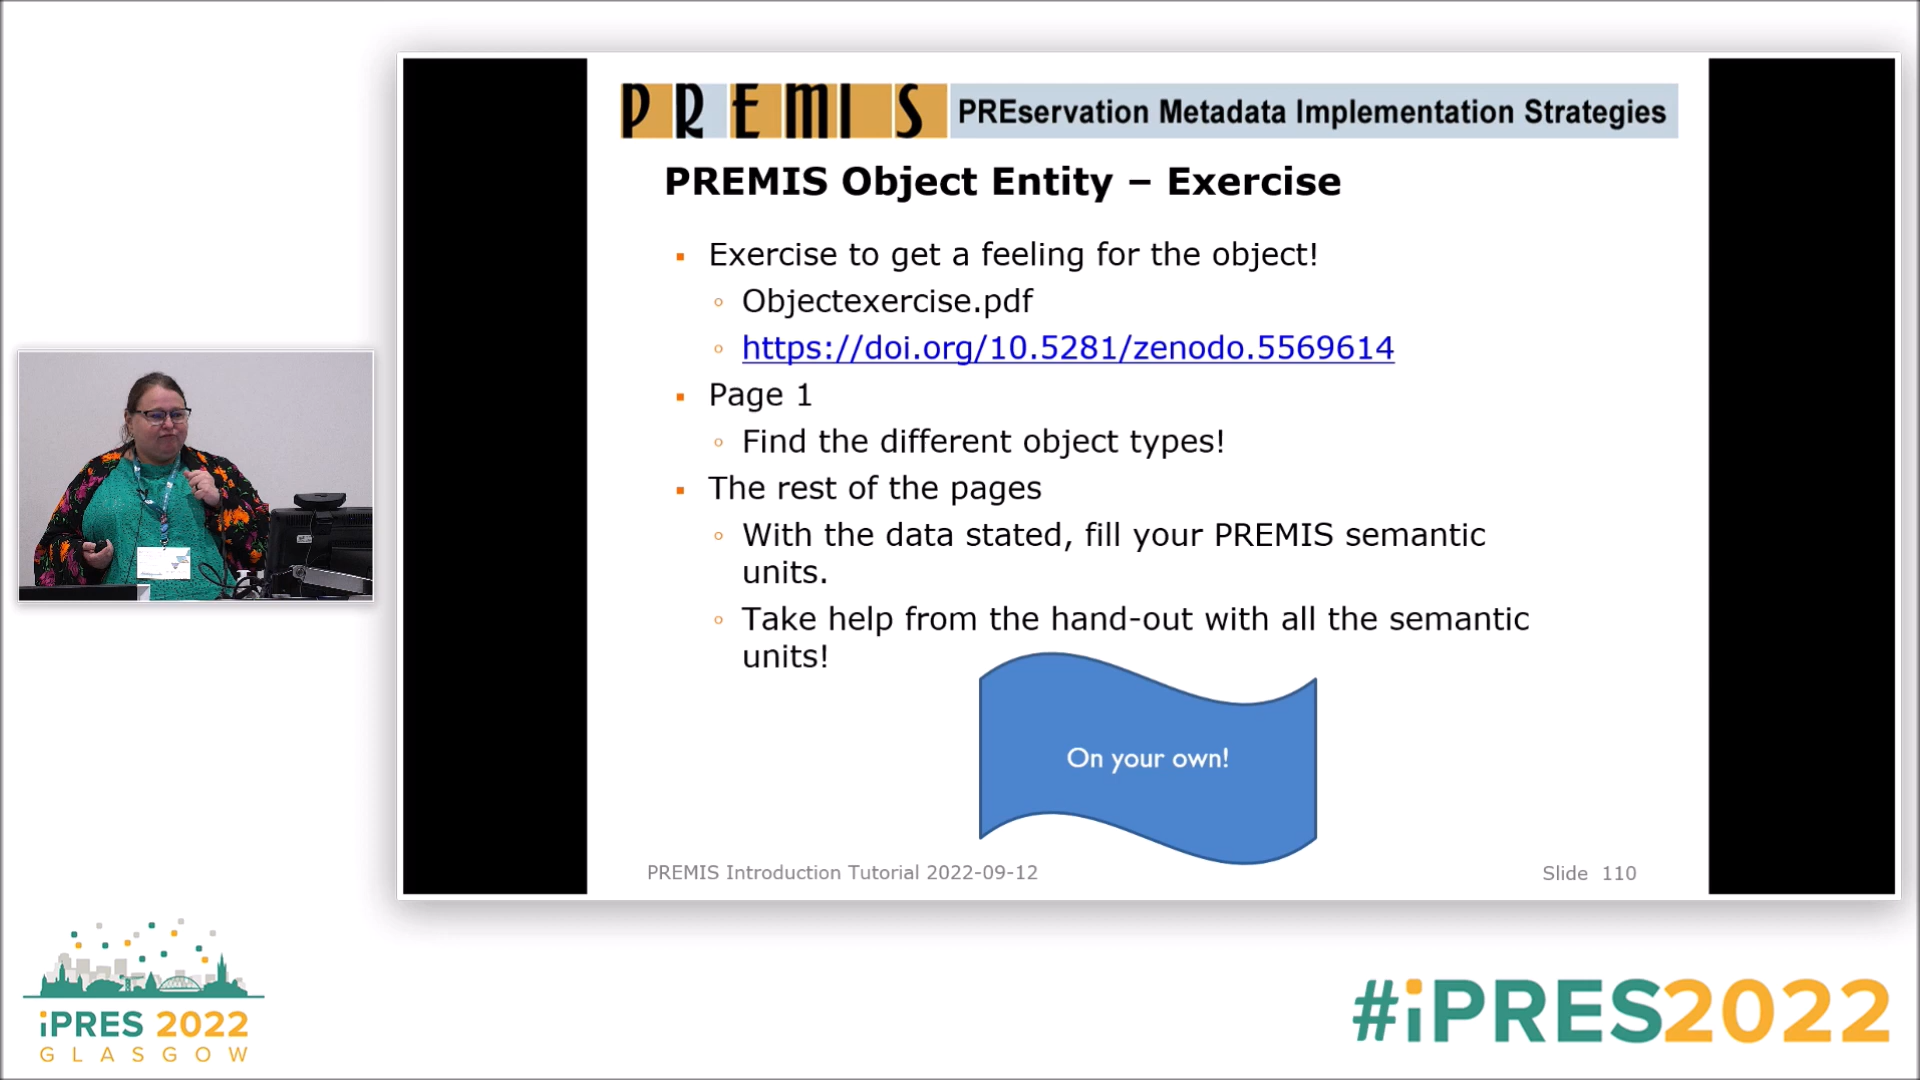 PREMIS PREservation Metadata Implementation Strategies
PREMIS Object Entity – Exercise
Exercise to get a feeling for the object!
Objectexercise.pdf
https://doi.org/10.5281/zenodo.5569614
Page 1
Find the different object types!
The rest of the pages
With the data stated, fill your PREMIS semantic
units.
Take help from the hand-out with all the semantic
units!
On your own!
PREMIS Introduction Tutorial 2022-09-12
Slide 110
iPRES 2022
GLASGOW
#iPRES2022